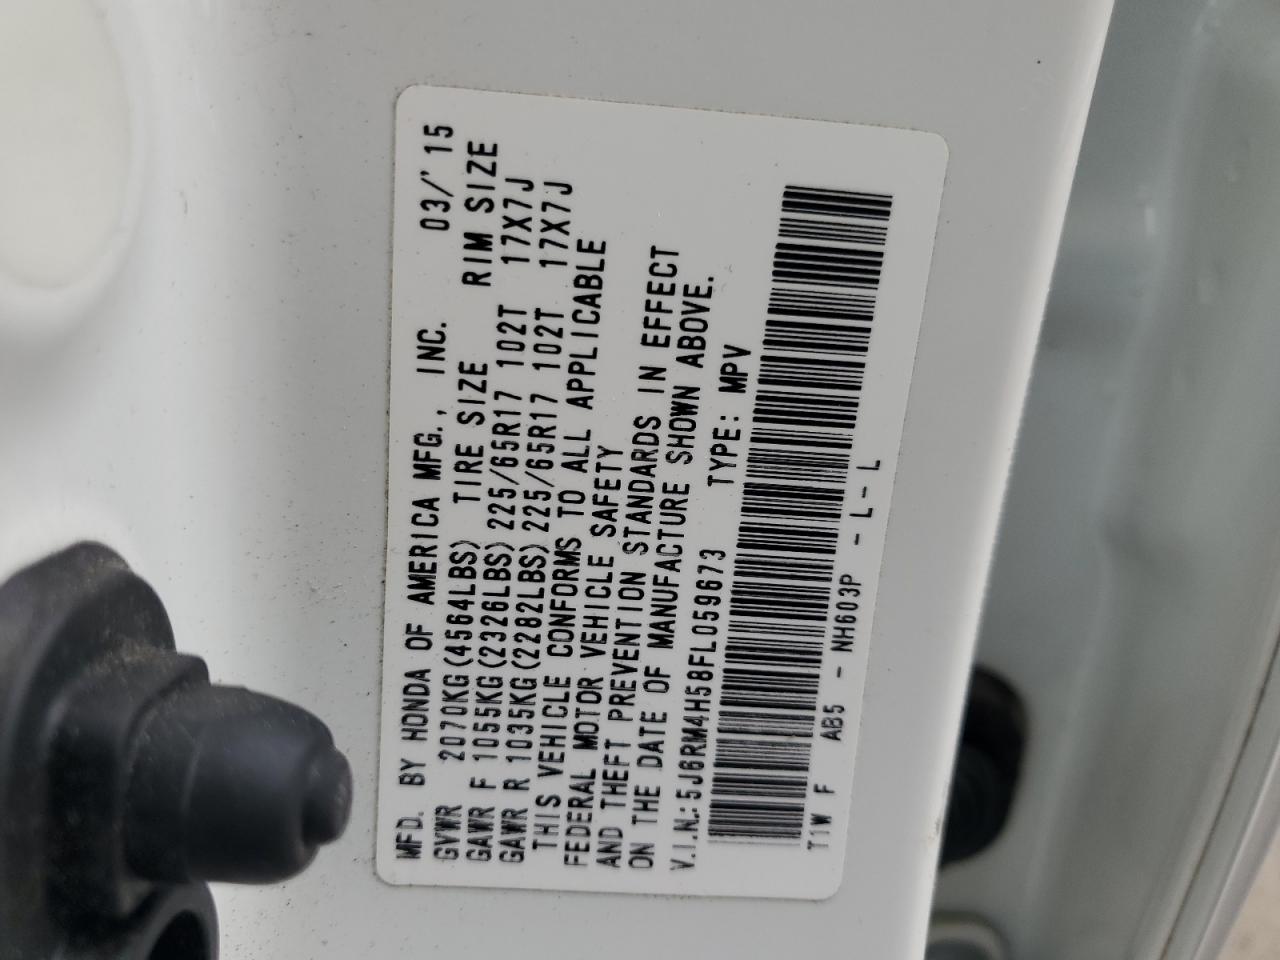 MFD. BY HONDA OF AMERICA MFG., INC. 03/'15
GVWR 2070KG(4564LBS) TIRE SIZE RIM SIZE
GAWR F 1055KG(2326LBS) 225/65R17 102T 17X7J
GAWR R 1035KG(2282LBS) 225/65R17 102T 17X7J
THIS VEHICLE CONFORMS TO ALL APPLICABLE
FEDERAL MOTOR VEHICLE SAFETY
AND THEFT PREVENTION STANDARDS IN EFFECT
ON THE DATE OF MANUFACTURE SHOWN ABOVE.
V.I.N.: 5J6RM4H58FL059673 TYPE: MPV
T1W F AB5 - NH603P - L - L